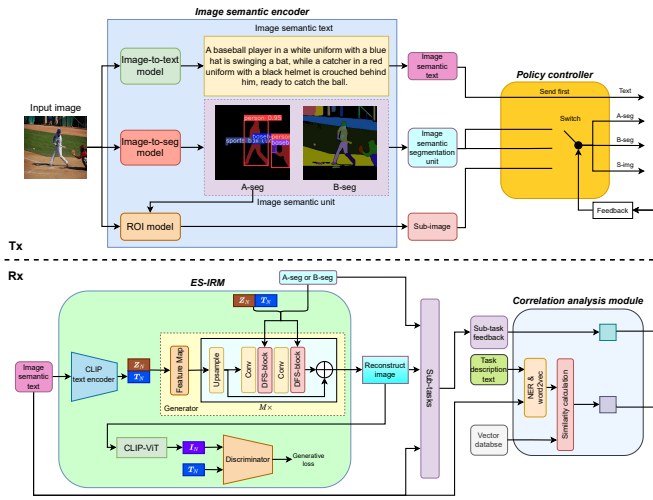 Image semantic encoder
Image semantic text
Image-to-text
model
A baseball player in a white uniform with a blue
hat is swinging a bat, while a catcher in a red
uniform with a black helmet is crouched behind
him, ready to catch the ball.
Image
semantic
text
Policy controller
Send first
Text
Input image
Image-to-seg
model
person 0.95
person
baseb
sports b
baseb
A-seg
B-seg
Image
semantic
segmentation
unit
Switch
A-seg
B-seg
S-img
Image semantic unit
ROI model
Sub-image
Feedback
Tx
Rx
ES-IRM
A-seg or B-seg
Z_N
T_N
Correlation analysis module
Image
semantic
text
CLIP
text encoder
Z_N
T_N
Feature Map
Upsample
Conv
DFS-block
Conv
DFS-block
M×
Generator
Reconstruct
image
Sub-tasks
Sub-task
feedback
Task
description
text
NER &
word2vec
Similarity calculation
Vector
databse
CLIP-ViT
I_N
T_N
Discriminator
Generative
loss